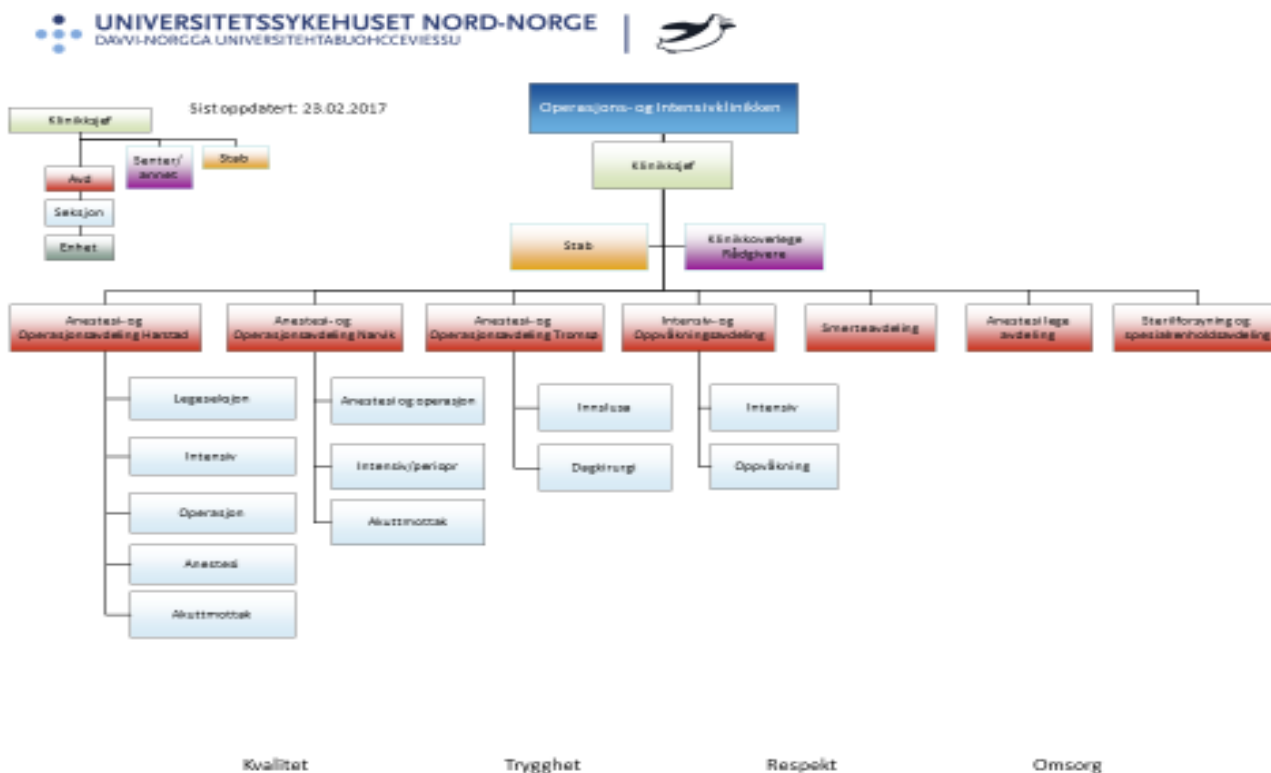 UNIVERSITETSSYKEHUSET NORD-NORGE
DAVVI-NORGGA UNIVERSITEHTABUOHCCEVIESSU
Sist oppdatert: 23.02.2017
Klinikksjef
Senter/
annet
Stab
Avd
Seksjon
Enhet
Operasjons- og Intensivklinikken
Klinikksjef
Stab
Klinikkoverlege
Rådgivere
Anestesi- og
Operasjonsavdeling Harstad
Anestesi- og
Operasjonsavdeling Narvik
Anestesi- og
Operasjonsavdeling Tromsø
Intensiv- og
Oppvåkningsavdeling
Smerteavdeling
Anestesi lege
avdeling
Sterilforsyning og
spesialrenholdsavdeling
Legeseksjon
Intensiv
Operasjon
Anestesi
Akuttmottak
Anestesi og operasjon
Intensiv/periopr
Akuttmottak
Innsluse
Dagkirurgi
Intensiv
Oppvåkning
Kvalitet Trygghet Respekt Omsorg